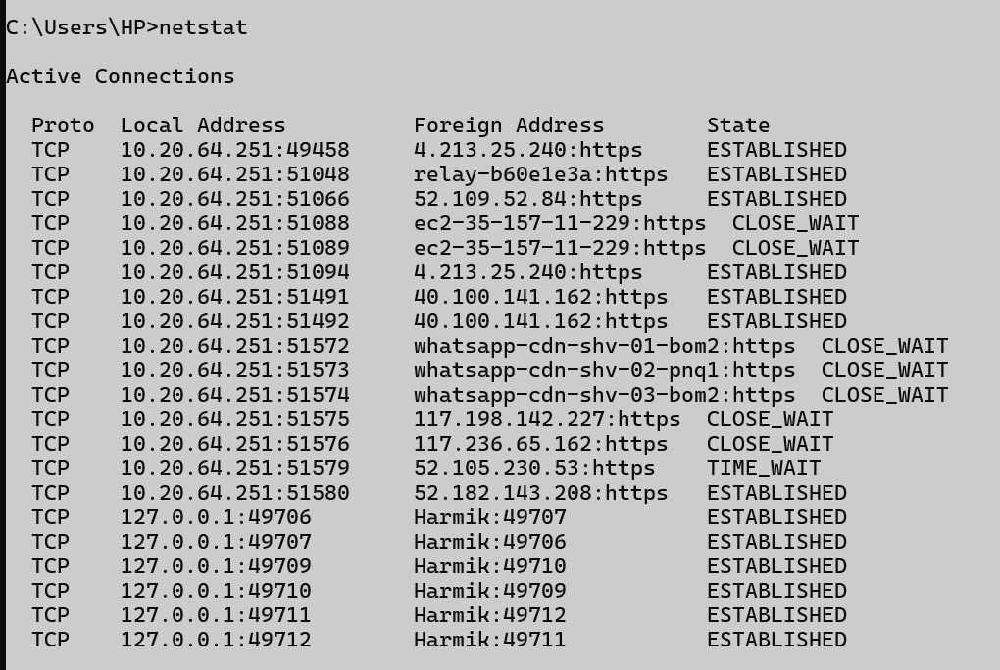 C:\Users\HP>netstat
Active Connections
Proto  Local Address          Foreign Address        State
TCP    10.20.64.251:49458     4.213.25.240:https     ESTABLISHED
TCP    10.20.64.251:51048     relay-b60e1e3a:https   ESTABLISHED
TCP    10.20.64.251:51066     52.109.52.84:https     ESTABLISHED
TCP    10.20.64.251:51088     ec2-35-157-11-229:https  CLOSE_WAIT
TCP    10.20.64.251:51089     ec2-35-157-11-229:https  CLOSE_WAIT
TCP    10.20.64.251:51094     4.213.25.240:https     ESTABLISHED
TCP    10.20.64.251:51491     40.100.141.162:https   ESTABLISHED
TCP    10.20.64.251:51492     40.100.141.162:https   ESTABLISHED
TCP    10.20.64.251:51572     whatsapp-cdn-shv-01-bom2:https  CLOSE_WAIT
TCP    10.20.64.251:51573     whatsapp-cdn-shv-02-pnq1:https  CLOSE_WAIT
TCP    10.20.64.251:51574     whatsapp-cdn-shv-03-bom2:https  CLOSE_WAIT
TCP    10.20.64.251:51575     117.198.142.227:https  CLOSE_WAIT
TCP    10.20.64.251:51576     117.236.65.162:https   CLOSE_WAIT
TCP    10.20.64.251:51579     52.105.230.53:https    TIME_WAIT
TCP    10.20.64.251:51580     52.182.143.208:https   ESTABLISHED
TCP    127.0.0.1:49706        Harmik:49707           ESTABLISHED
TCP    127.0.0.1:49707        Harmik:49706           ESTABLISHED
TCP    127.0.0.1:49709        Harmik:49710           ESTABLISHED
TCP    127.0.0.1:49710        Harmik:49709           ESTABLISHED
TCP    127.0.0.1:49711        Harmik:49712           ESTABLISHED
TCP    127.0.0.1:49712        Harmik:49711           ESTABLISHED